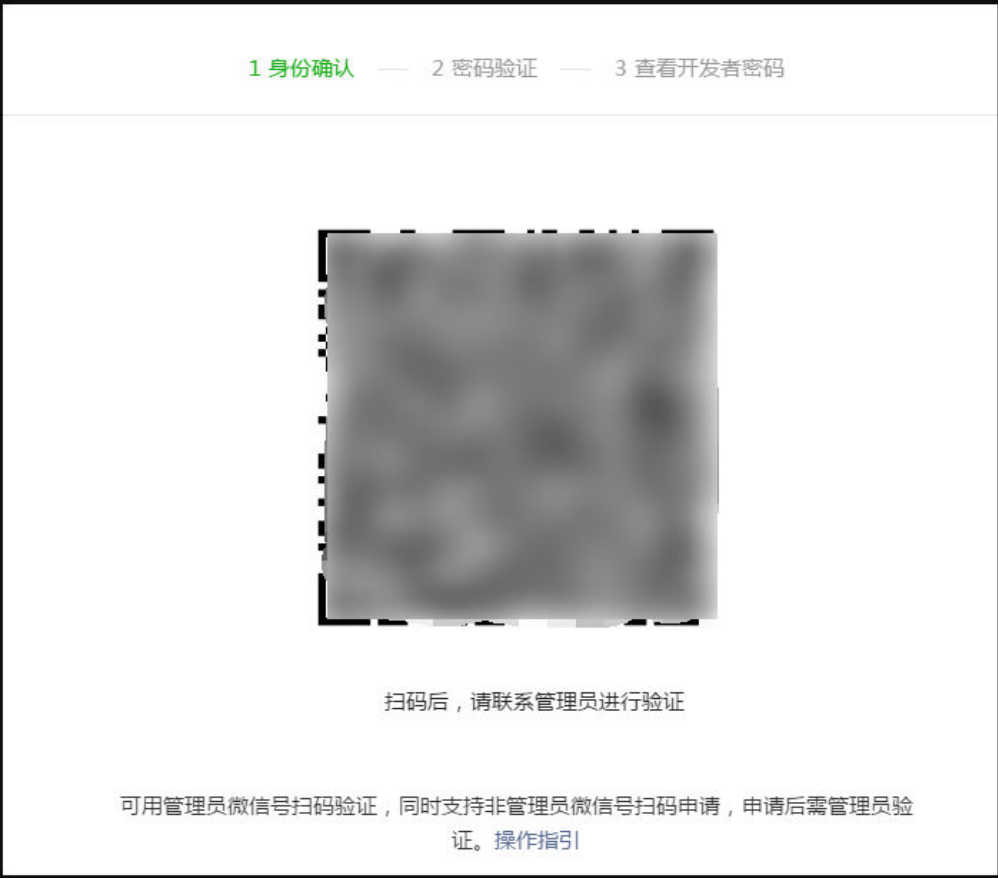 1 身份确认 2 密码验证 3 查看开发者密码
扫码后，请联系管理员进行验证
可用管理员微信号扫码验证，同时支持非管理员微信号扫码申请，申请后需管理员验
证。操作指引